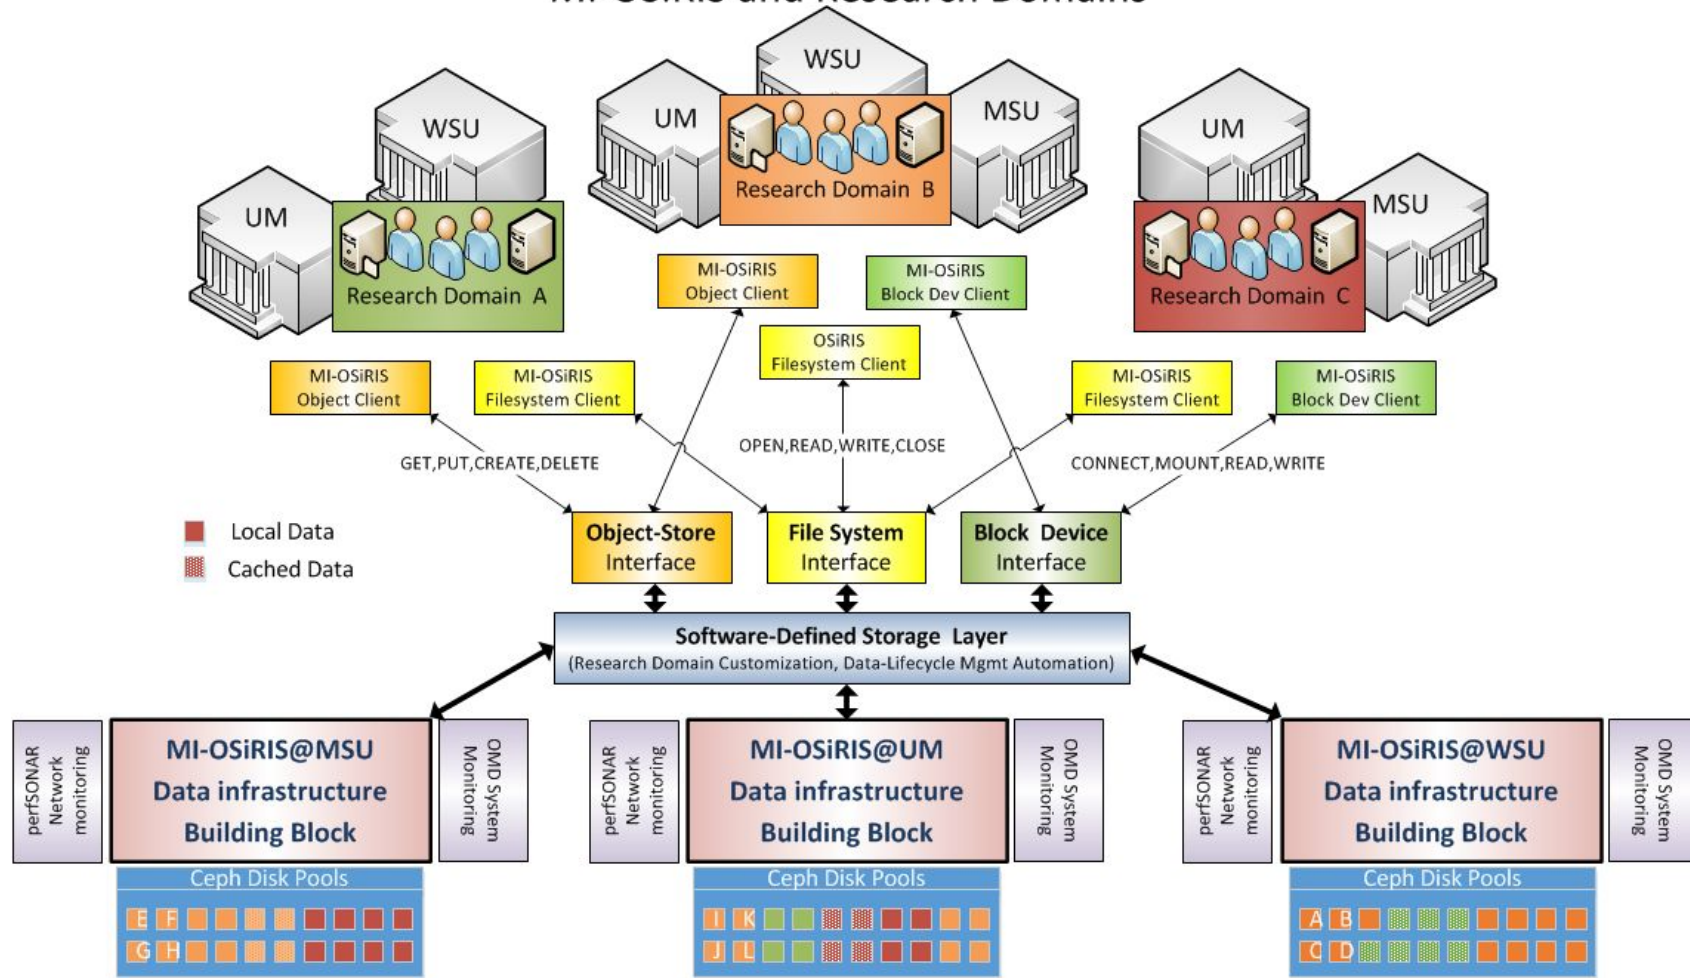 MI-OSiRIS and Research Domains
WSU
UM
MSU
Research Domain B
WSU
UM
Research Domain A
UM
MSU
Research Domain C
MI-OSiRIS
Object Client
MI-OSiRIS
Block Dev Client
OSiRIS
Filesystem Client
MI-OSiRIS
Object Client
MI-OSiRIS
Filesystem Client
MI-OSiRIS
Filesystem Client
MI-OSiRIS
Block Dev Client
GET,PUT,CREATE,DELETE
OPEN,READ,WRITE,CLOSE
CONNECT,MOUNT,READ,WRITE
Local Data
Cached Data
Object-Store
Interface
File System
Interface
Block Device
Interface
Software-Defined Storage Layer
(Research Domain Customization, Data-Lifecycle Mgmt Automation)
perfSONAR
Network
monitoring
MI-OSiRIS@MSU
Data infrastructure
Building Block
OMD System
Monitoring
perfSONAR
Network
monitoring
MI-OSiRIS@UM
Data infrastructure
Building Block
OMD System
Monitoring
perfSONAR
Network
monitoring
MI-OSiRIS@WSU
Data infrastructure
Building Block
OMD System
Monitoring
Ceph Disk Pools
E F
G H
Ceph Disk Pools
I K
J L
Ceph Disk Pools
A B
C D